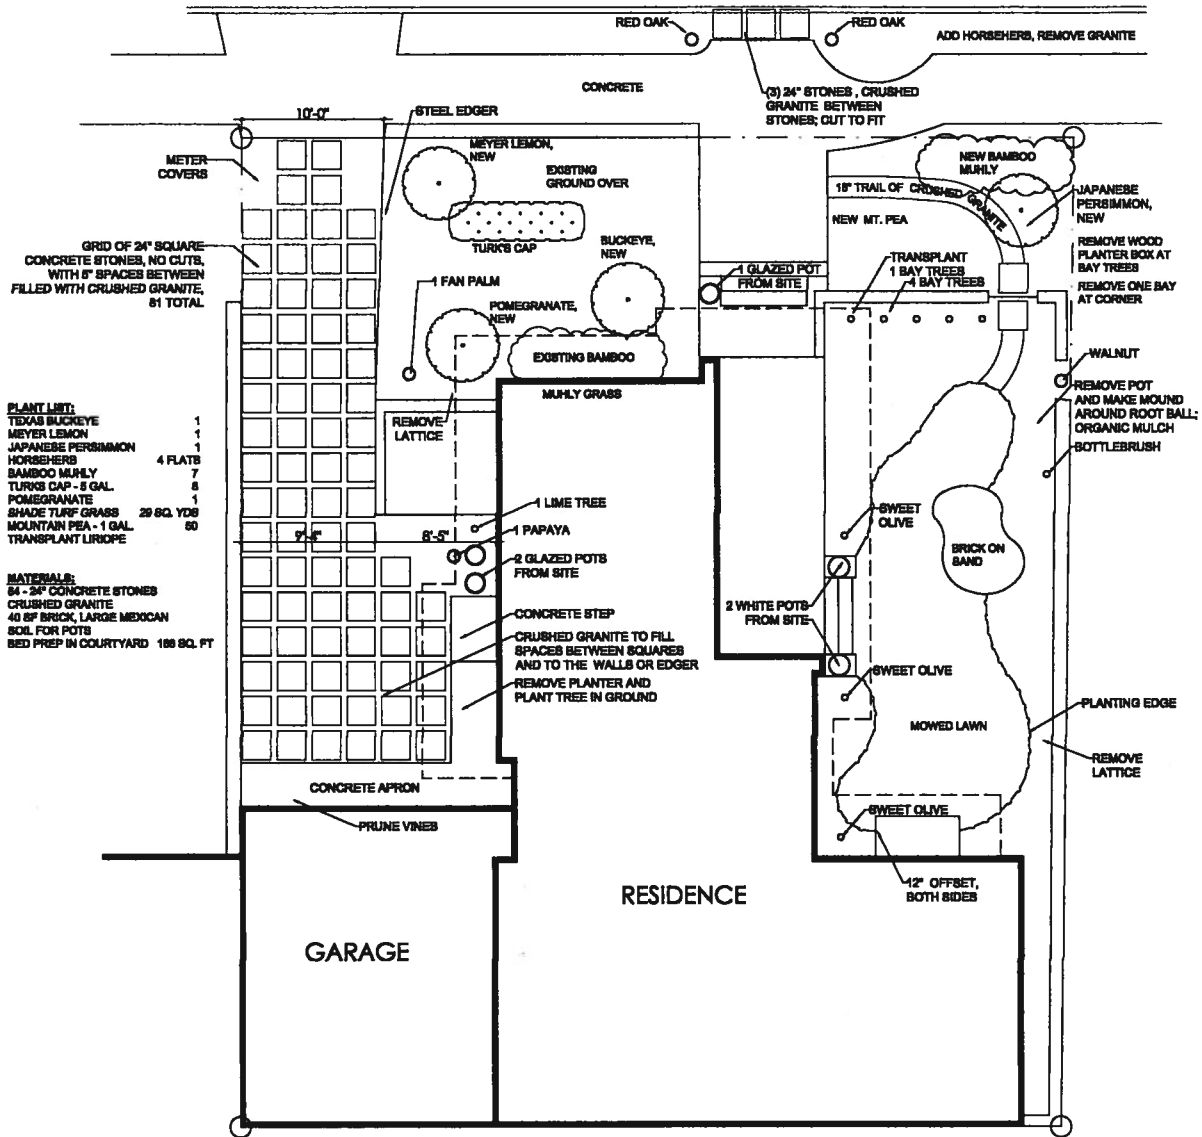 RED OAK
RED OAK
ADD HORSEHERB, REMOVE GRANITE
CONCRETE
(3) 24" STONES , CRUSHED
GRANITE BETWEEN
STONES; CUT TO FIT
10'-0"
STEEL EDGER
METER
COVERS
MEYER LEMON,
NEW
EXISTING
GROUND OVER
TURK'S CAP
BUCKEYE,
NEW
NEW BAMBOO
MUHLY
18" TRAIL OF CRUSHED GRANITE
NEW MT. PEA
JAPANESE
PERSIMMON,
NEW
GRID OF 24" SQUARE
CONCRETE STONES, NO CUTS,
WITH 5" SPACES BETWEEN
FILLED WITH CRUSHED GRANITE,
81 TOTAL
1 FAN PALM
POMEGRANATE,
NEW
1 GLAZED POT
FROM SITE
TRANSPLANT
1 BAY TREES
4 BAY TREES
REMOVE WOOD
PLANTER BOX AT
BAY TREES
REMOVE ONE BAY
AT CORNER
EXISTING BAMBOO
MUHLY GRASS
REMOVE
LATTICE
WALNUT
REMOVE POT
AND MAKE MOUND
AROUND ROOT BALL;
ORGANIC MULCH
BOTTLEBRUSH
PLANT LIST:
TEXAS BUCKEYE 1
MEYER LEMON 1
JAPANESE PERSIMMON 1
HORSEHERB 4 FLATS
BAMBOO MUHLY 7
TURKS CAP - 5 GAL. 8
POMEGRANATE 1
SHADE TURF GRASS 29 SQ. YDS
MOUNTAIN PEA - 1 GAL. 50
TRANSPLANT LIRIOPE
MATERIALS:
84 - 24" CONCRETE STONES
CRUSHED GRANITE
40 SF BRICK, LARGE MEXICAN
SOIL FOR POTS
BED PREP IN COURTYARD 166 SQ. FT
9'-4"
8'-5"
1 LIME TREE
1 PAPAYA
2 GLAZED POTS
FROM SITE
CONCRETE STEP
CRUSHED GRANITE TO FILL
SPACES BETWEEN SQUARES
AND TO THE WALLS OR EDGER
REMOVE PLANTER AND
PLANT TREE IN GROUND
SWEET
OLIVE
BRICK ON
SAND
2 WHITE POTS
FROM SITE
SWEET OLIVE
MOWED LAWN
PLANTING EDGE
REMOVE
LATTICE
CONCRETE APRON
PRUNE VINES
SWEET OLIVE
12" OFFSET,
BOTH SIDES
RESIDENCE
GARAGE